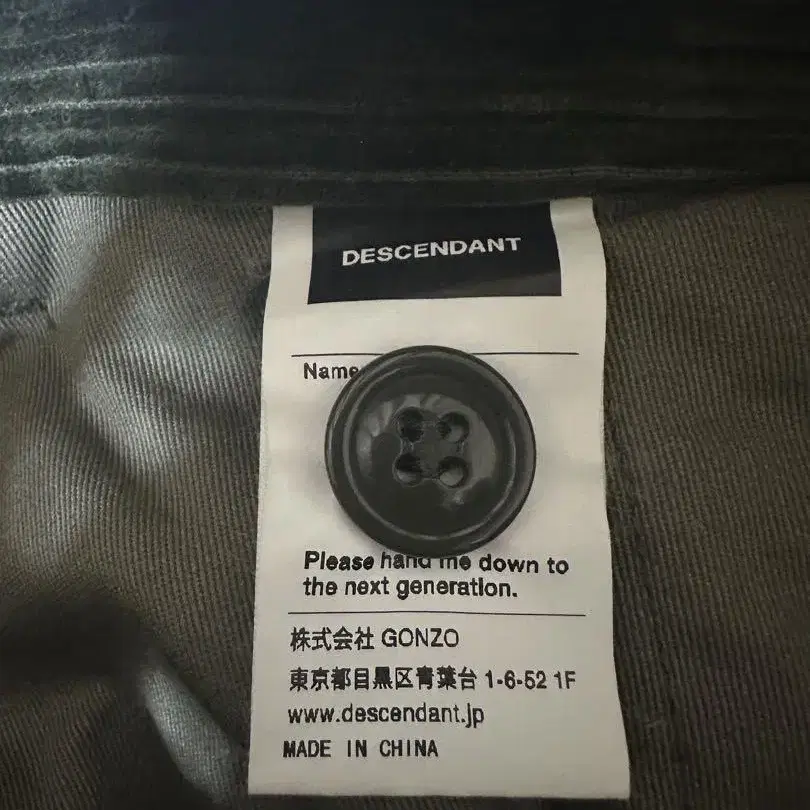 DESCENDANT
Name
Please hand me down to
the next generation.
株式会社 GONZO
東京都目黒区青葉台 1-6-52 1F
www.descendant.jp
MADE IN CHINA